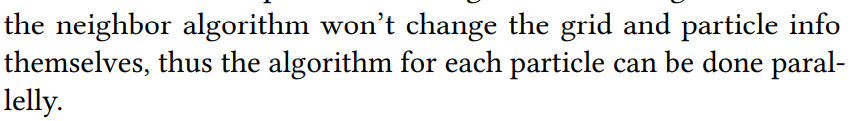 the neighbor algorithm won’t change the grid and particle info
themselves, thus the algorithm for each particle can be done paral-
lelly.